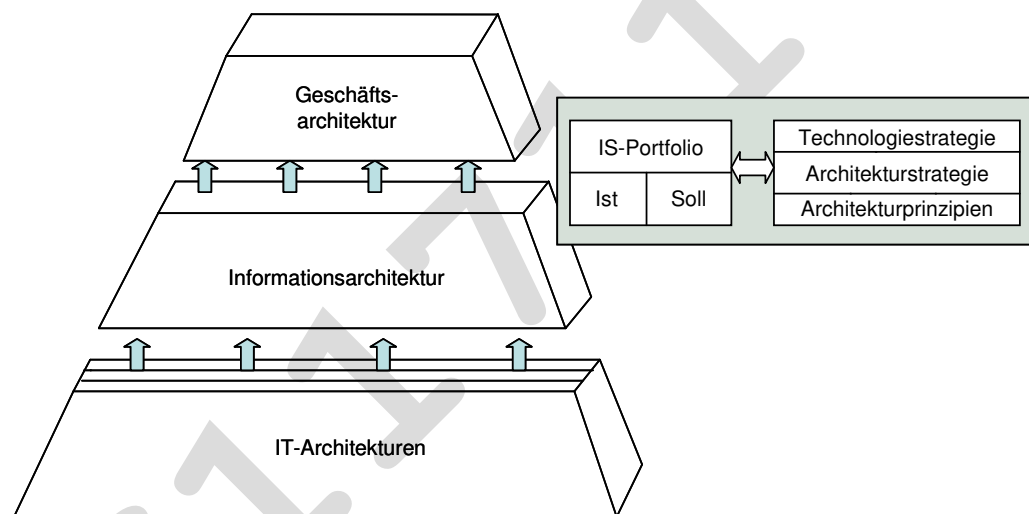 Geschäfts-
architektur
IS-Portfolio
Ist
Soll
Technologiestrategie
Architekturstrategie
Architekturprinzipien
Informationsarchitektur
IT-Architekturen